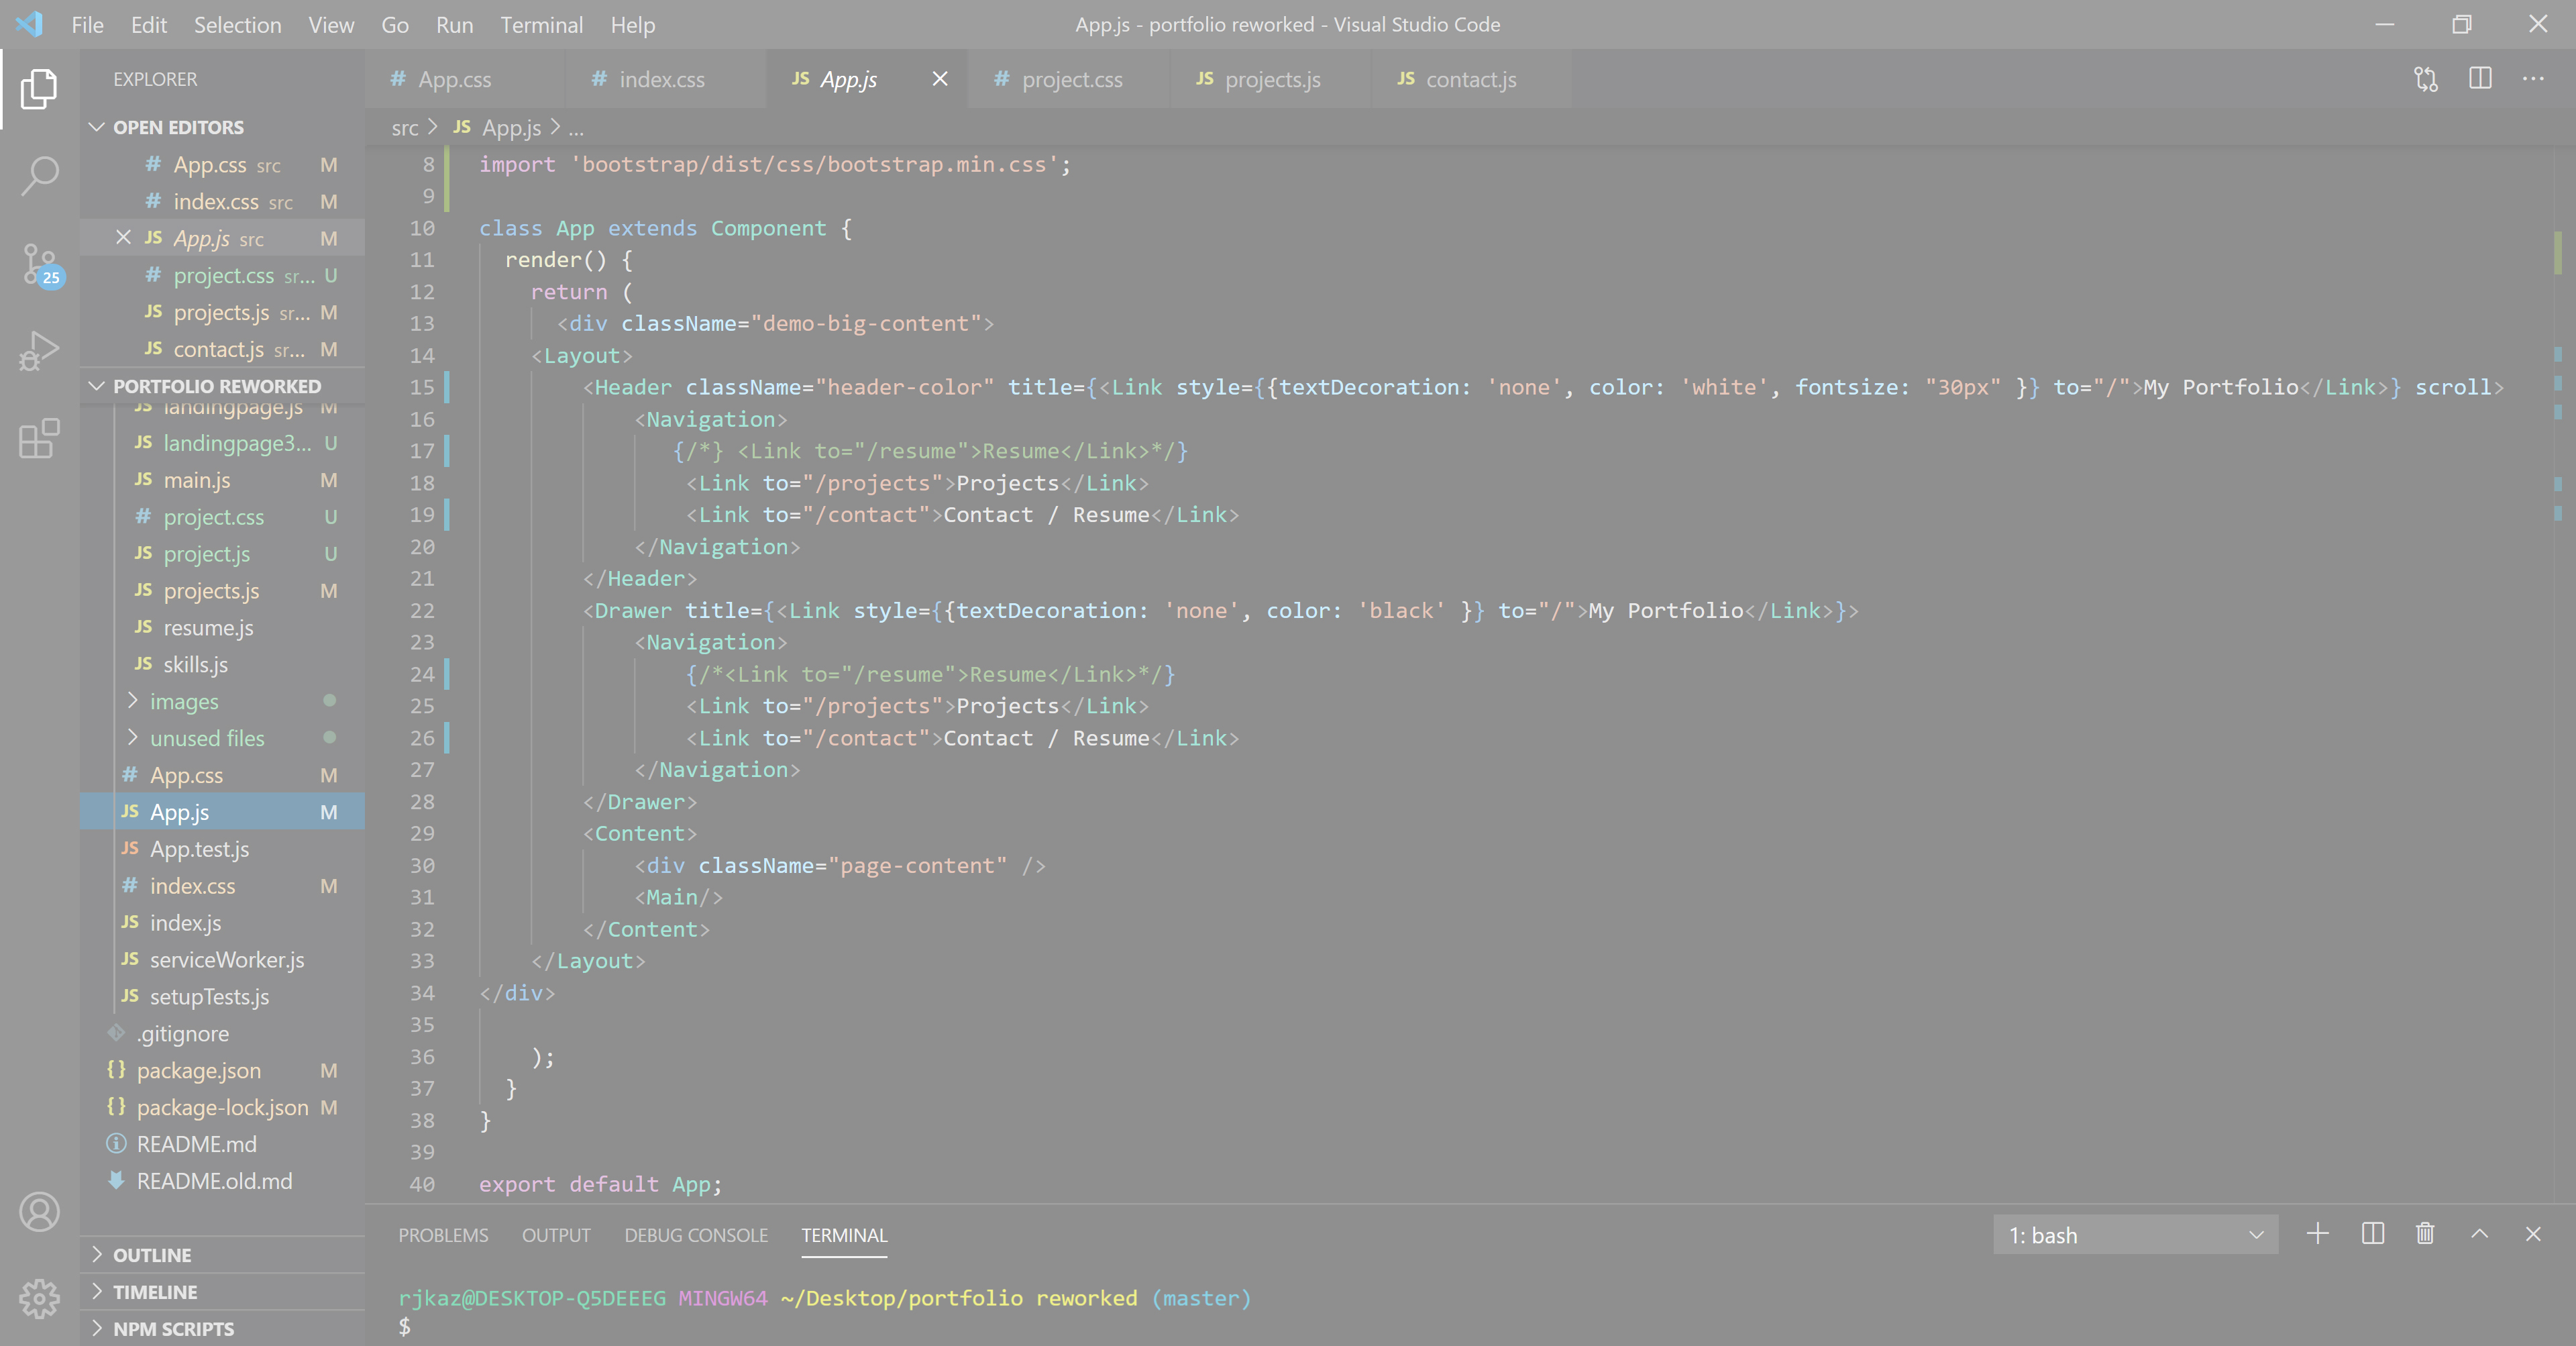 File Edit Selection View Go Run Terminal Help
App.js - portfolio reworked - Visual Studio Code
EXPLORER
OPEN EDITORS
# App.css src M
# index.css src M
JS App.js src M
# project.css sr... U
JS projects.js sr... M
JS contact.js sr... M
PORTFOLIO REWORKED
JS landingpage.js M
JS landingpage3... U
JS main.js M
# project.css U
JS project.js U
JS projects.js M
JS resume.js
JS skills.js
images
unused files
# App.css M
JS App.js M
JS App.test.js
# index.css M
JS index.js
JS serviceWorker.js
JS setupTests.js
.gitignore
{} package.json M
{} package-lock.json M
README.md
README.old.md
OUTLINE
TIMELINE
NPM SCRIPTS
25
# App.css # index.css JS App.js # project.css JS projects.js JS contact.js
src > JS App.js > ...
8 import 'bootstrap/dist/css/bootstrap.min.css';
9
10 class App extends Component {
11 render() {
12 return (
13 <div className="demo-big-content">
14 <Layout>
15 <Header className="header-color" title={<Link style={{textDecoration: 'none', color: 'white', fontsize: "30px" }} to="/">My Portfolio</Link>} scroll>
16 <Navigation>
17 {/*} <Link to="/resume">Resume</Link>*/}
18 <Link to="/projects">Projects</Link>
19 <Link to="/contact">Contact / Resume</Link>
20 </Navigation>
21 </Header>
22 <Drawer title={<Link style={{textDecoration: 'none', color: 'black' }} to="/">My Portfolio</Link>}>
23 <Navigation>
24 {/*<Link to="/resume">Resume</Link>*/}
25 <Link to="/projects">Projects</Link>
26 <Link to="/contact">Contact / Resume</Link>
27 </Navigation>
28 </Drawer>
29 <Content>
30 <div className="page-content" />
31 <Main/>
32 </Content>
33 </Layout>
34 </div>
35
36 );
37 }
38 }
39
40 export default App;
PROBLEMS OUTPUT DEBUG CONSOLE TERMINAL
1: bash
rjkaz@DESKTOP-Q5DEEEG MINGW64 ~/Desktop/portfolio reworked (master)
$